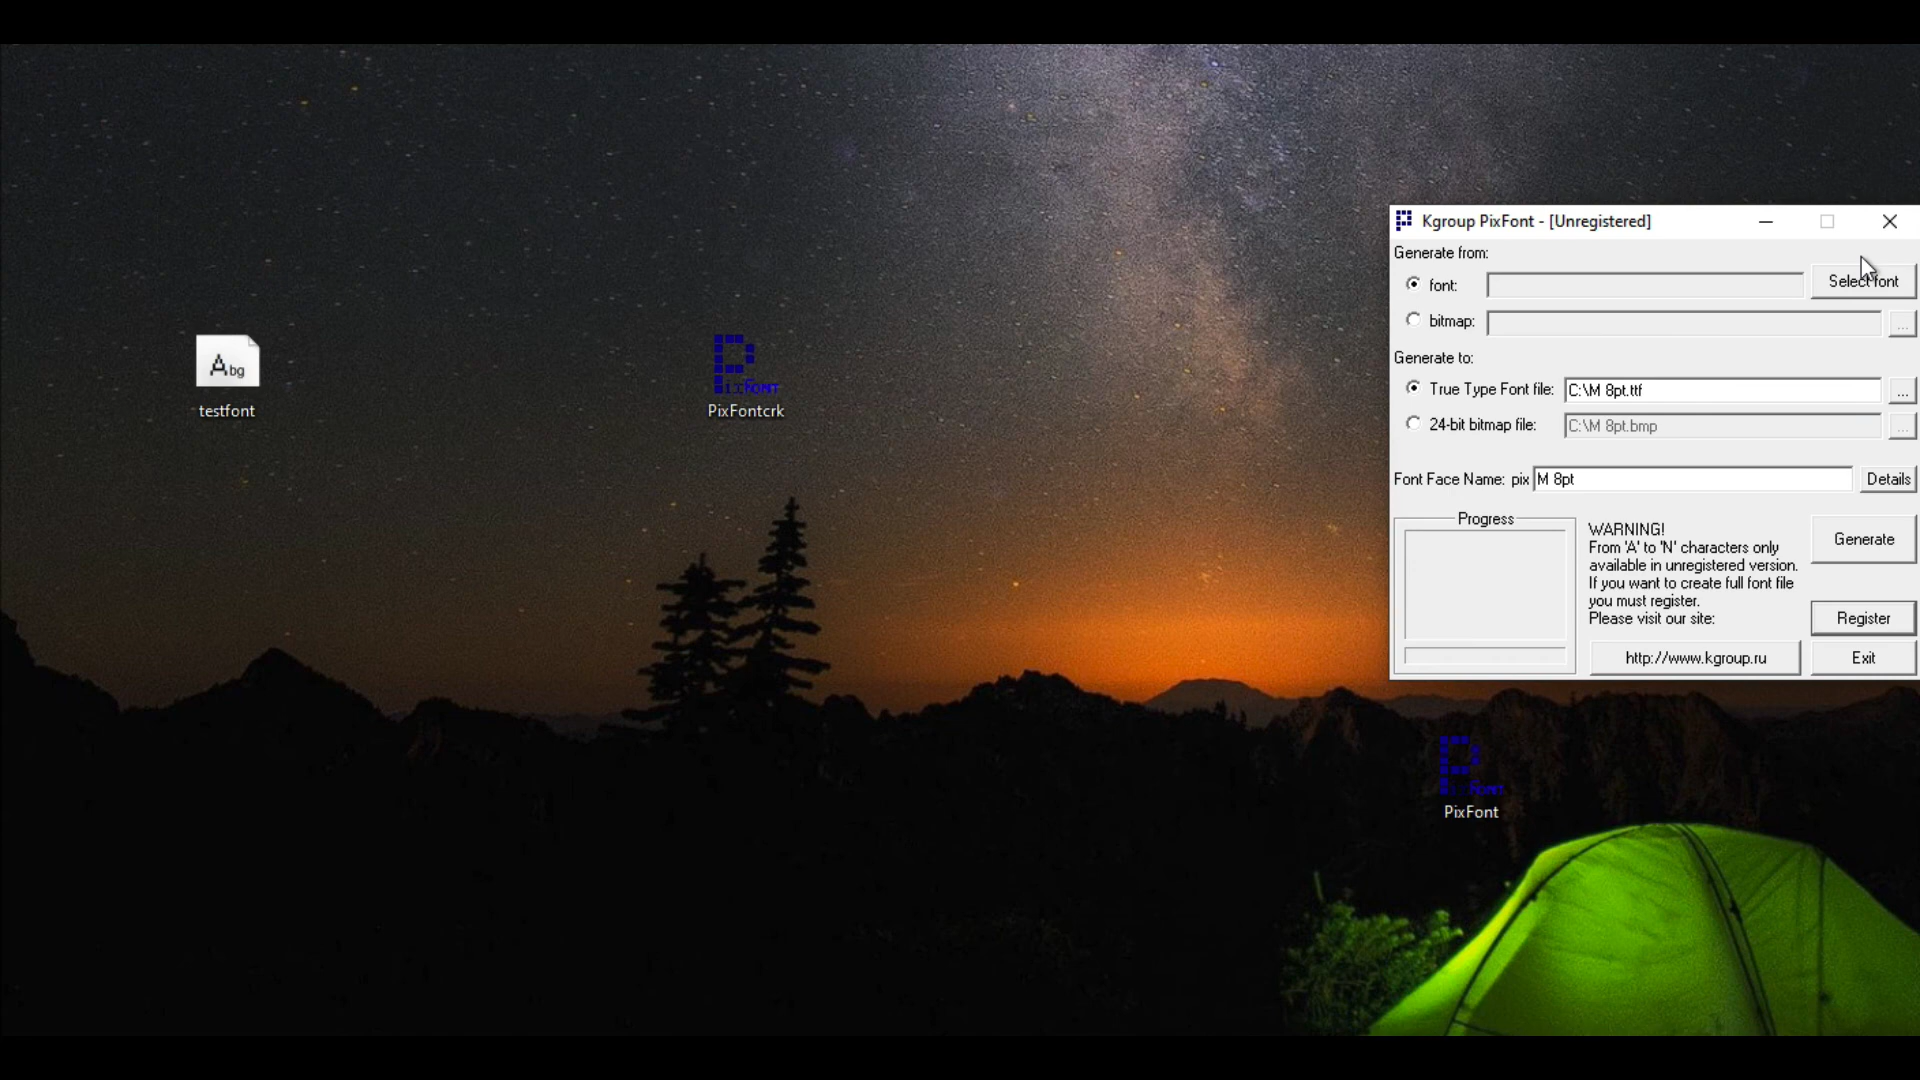 Kgroup PixFont - [Unregistered]
Generate from:
font:
Select font
bitmap:
...
Generate to:
True Type Font file:
C:\M 8pt.ttf
...
24-bit bitmap file:
C:\M 8pt.bmp
...
Font Face Name: pix
M 8pt
Details
Progress
WARNING!
From 'A' to 'N' characters only
available in unregistered version.
If you want to create full font file
you must register.
Please visit our site:
http://www.kgroup.ru
Generate
Register
Exit
Abg
testfont
PixFont
PixFontcrk
PixFont
PixFont